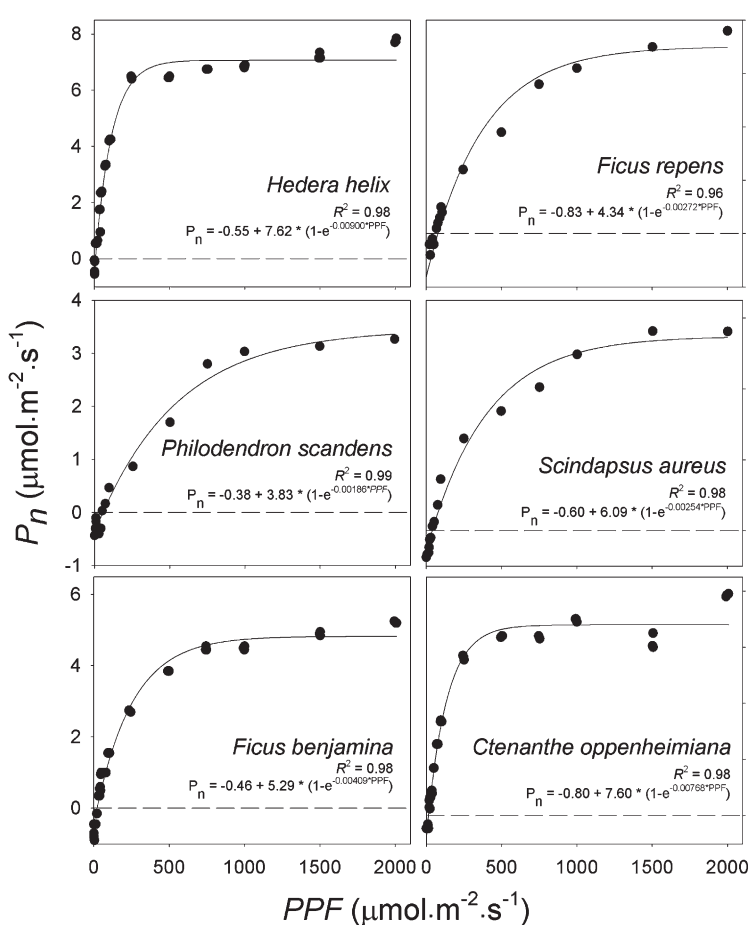 8
6
4
2
0
Hedera helix
R² = 0.98
Pₙ = -0.55 + 7.62 * (1-e⁻⁰·⁰⁰⁹⁰⁰*ᴾᴾᶠ)
Ficus repens
R² = 0.96
Pₙ = -0.83 + 4.34 * (1-e⁻⁰·⁰⁰²⁷²*ᴾᴾᶠ)
4
3
2
1
0
-1
Philodendron scandens
R² = 0.99
Pₙ = -0.38 + 3.83 * (1-e⁻⁰·⁰⁰¹⁸⁶*ᴾᴾᶠ)
Scindapsus aureus
R² = 0.98
Pₙ = -0.60 + 6.09 * (1-e⁻⁰·⁰⁰²⁵⁴*ᴾᴾᶠ)
Pn (μmol·m⁻²·s⁻¹)
6
4
2
0
Ficus benjamina
R² = 0.98
Pₙ = -0.46 + 5.29 * (1-e⁻⁰·⁰⁰⁴⁰⁹*ᴾᴾᶠ)
Ctenanthe oppenheimiana
R² = 0.98
Pₙ = -0.80 + 7.60 * (1-e⁻⁰·⁰⁰⁷⁶⁸*ᴾᴾᶠ)
0 500 1000 1500 2000 0 500 1000 1500 2000
PPF (μmol·m⁻²·s⁻¹)